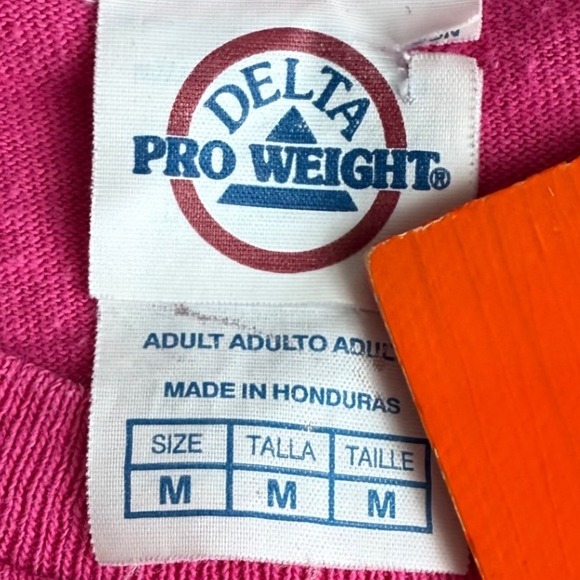 DELTA
PRO WEIGHT®
ADULT ADULTO
MADE IN HONDURAS
SIZE TALLA TAILLE
M M M